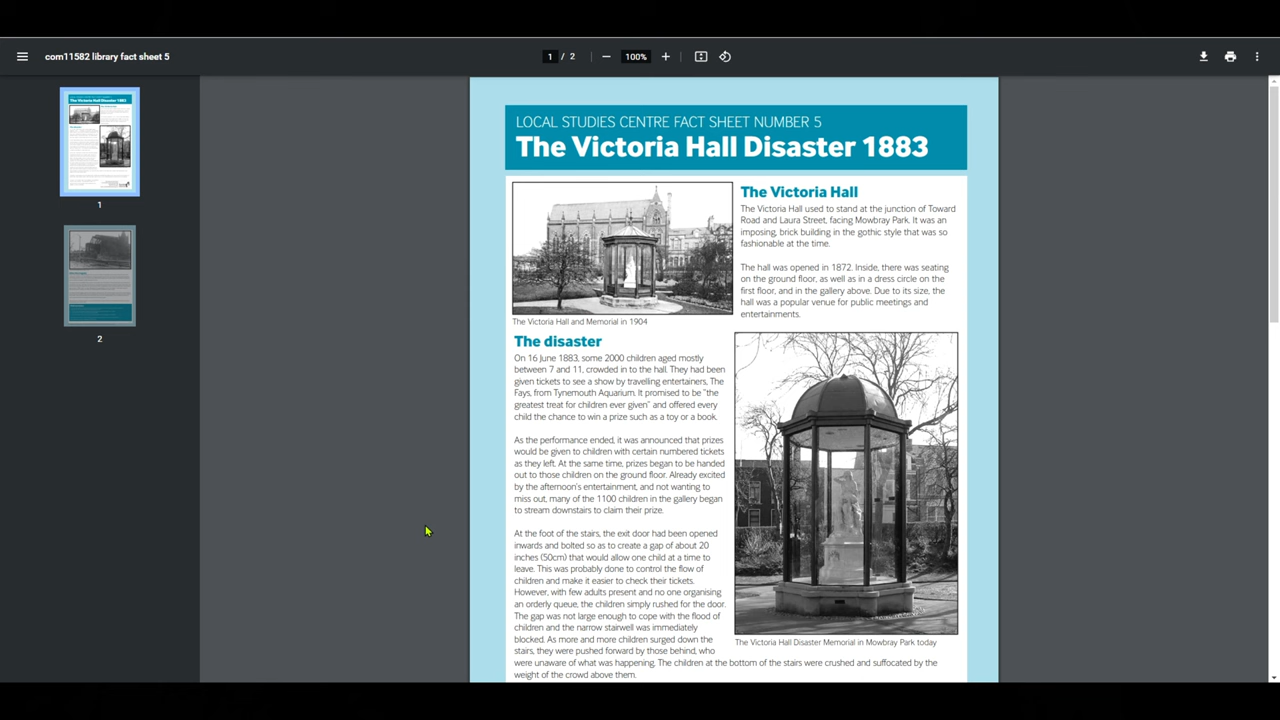 com11582 library fact sheet 5
1 / 2
100%
LOCAL STUDIES CENTRE FACT SHEET NUMBER 5
The Victoria Hall Disaster 1883
The Victoria Hall
The Victoria Hall used to stand at the junction of Toward
Road and Laura Street, facing Mowbray Park. It was an
imposing, brick building in the gothic style that was so
fashionable at the time.
The hall was opened in 1872. Inside, there was seating
on the ground floor, as well as in a dress circle on the
first floor, and in the gallery above. Due to its size, the
hall was a popular venue for public meetings and
entertainments.
The Victoria Hall and Memorial in 1904
The disaster
On 16 June 1883, some 2000 children aged mostly
between 7 and 11, crowded in to the hall. They had been
given tickets to see a show by travelling entertainers, The
Fays, from Tynemouth Aquarium. It promised to be "the
greatest treat for children ever given" and offered every
child the chance to win a prize such as a toy or a book.
As the performance ended, it was announced that prizes
would be given to children with certain numbered tickets
as they left. At the same time, prizes began to be handed
out to those children on the ground floor. Already excited
by the afternoon's entertainment, and not wanting to
miss out, many of the 1100 children in the gallery began
to stream downstairs to claim their prize.
At the foot of the stairs, the exit door had been opened
inwards and bolted so as to create a gap of about 20
inches (50cm) that would allow one child at a time to
leave. This was probably done to control the flow of
children and make it easier to check their tickets.
However, with few adults present and no one organising
an orderly queue, the children simply rushed for the door.
The gap was not large enough to cope with the flood of
children and the narrow stairwell was immediately
blocked. As more and more children surged down the
stairs, they were pushed forward by those behind, who
were unaware of what was happening. The children at the bottom of the stairs were crushed and suffocated by the
weight of the crowd above them.
The Victoria Hall Disaster Memorial in Mowbray Park today
The Victoria Hall Disaster 1883
1
2